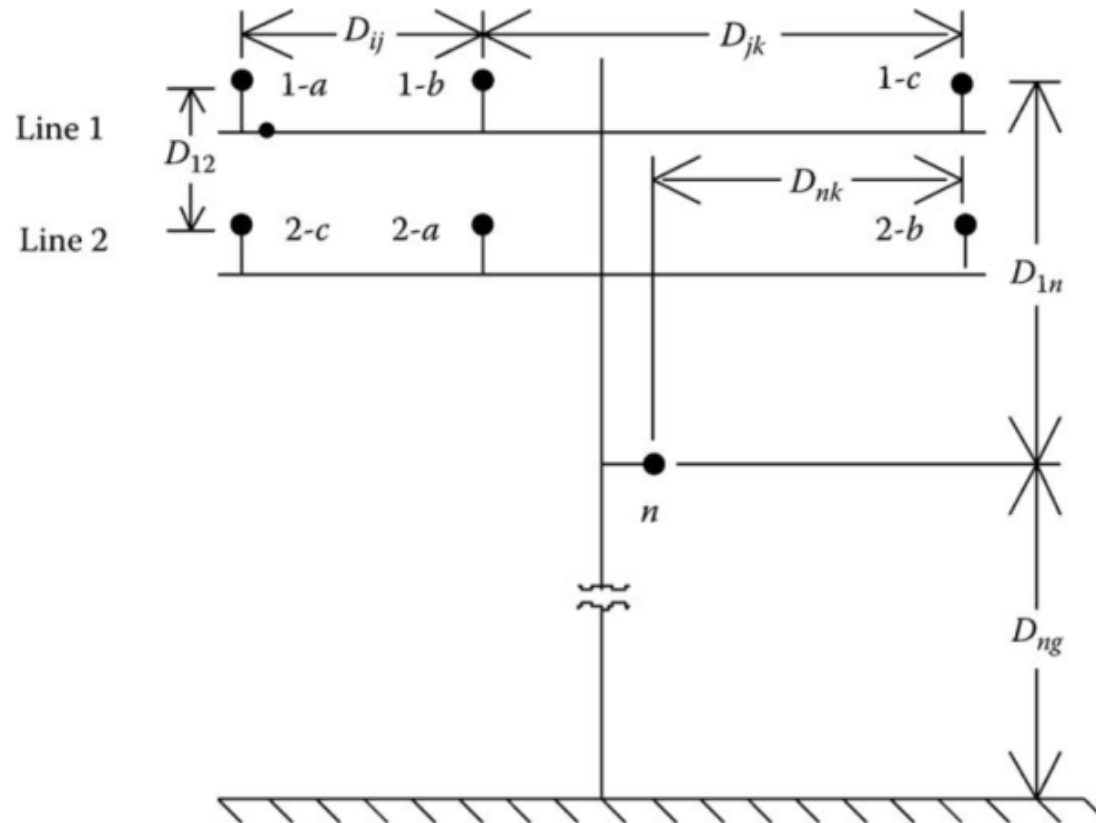 D_ij D_jk
1-a 1-b 1-c
Line 1
D_12
D_nk
Line 2 2-c 2-a 2-b
D_1n
n
D_ng